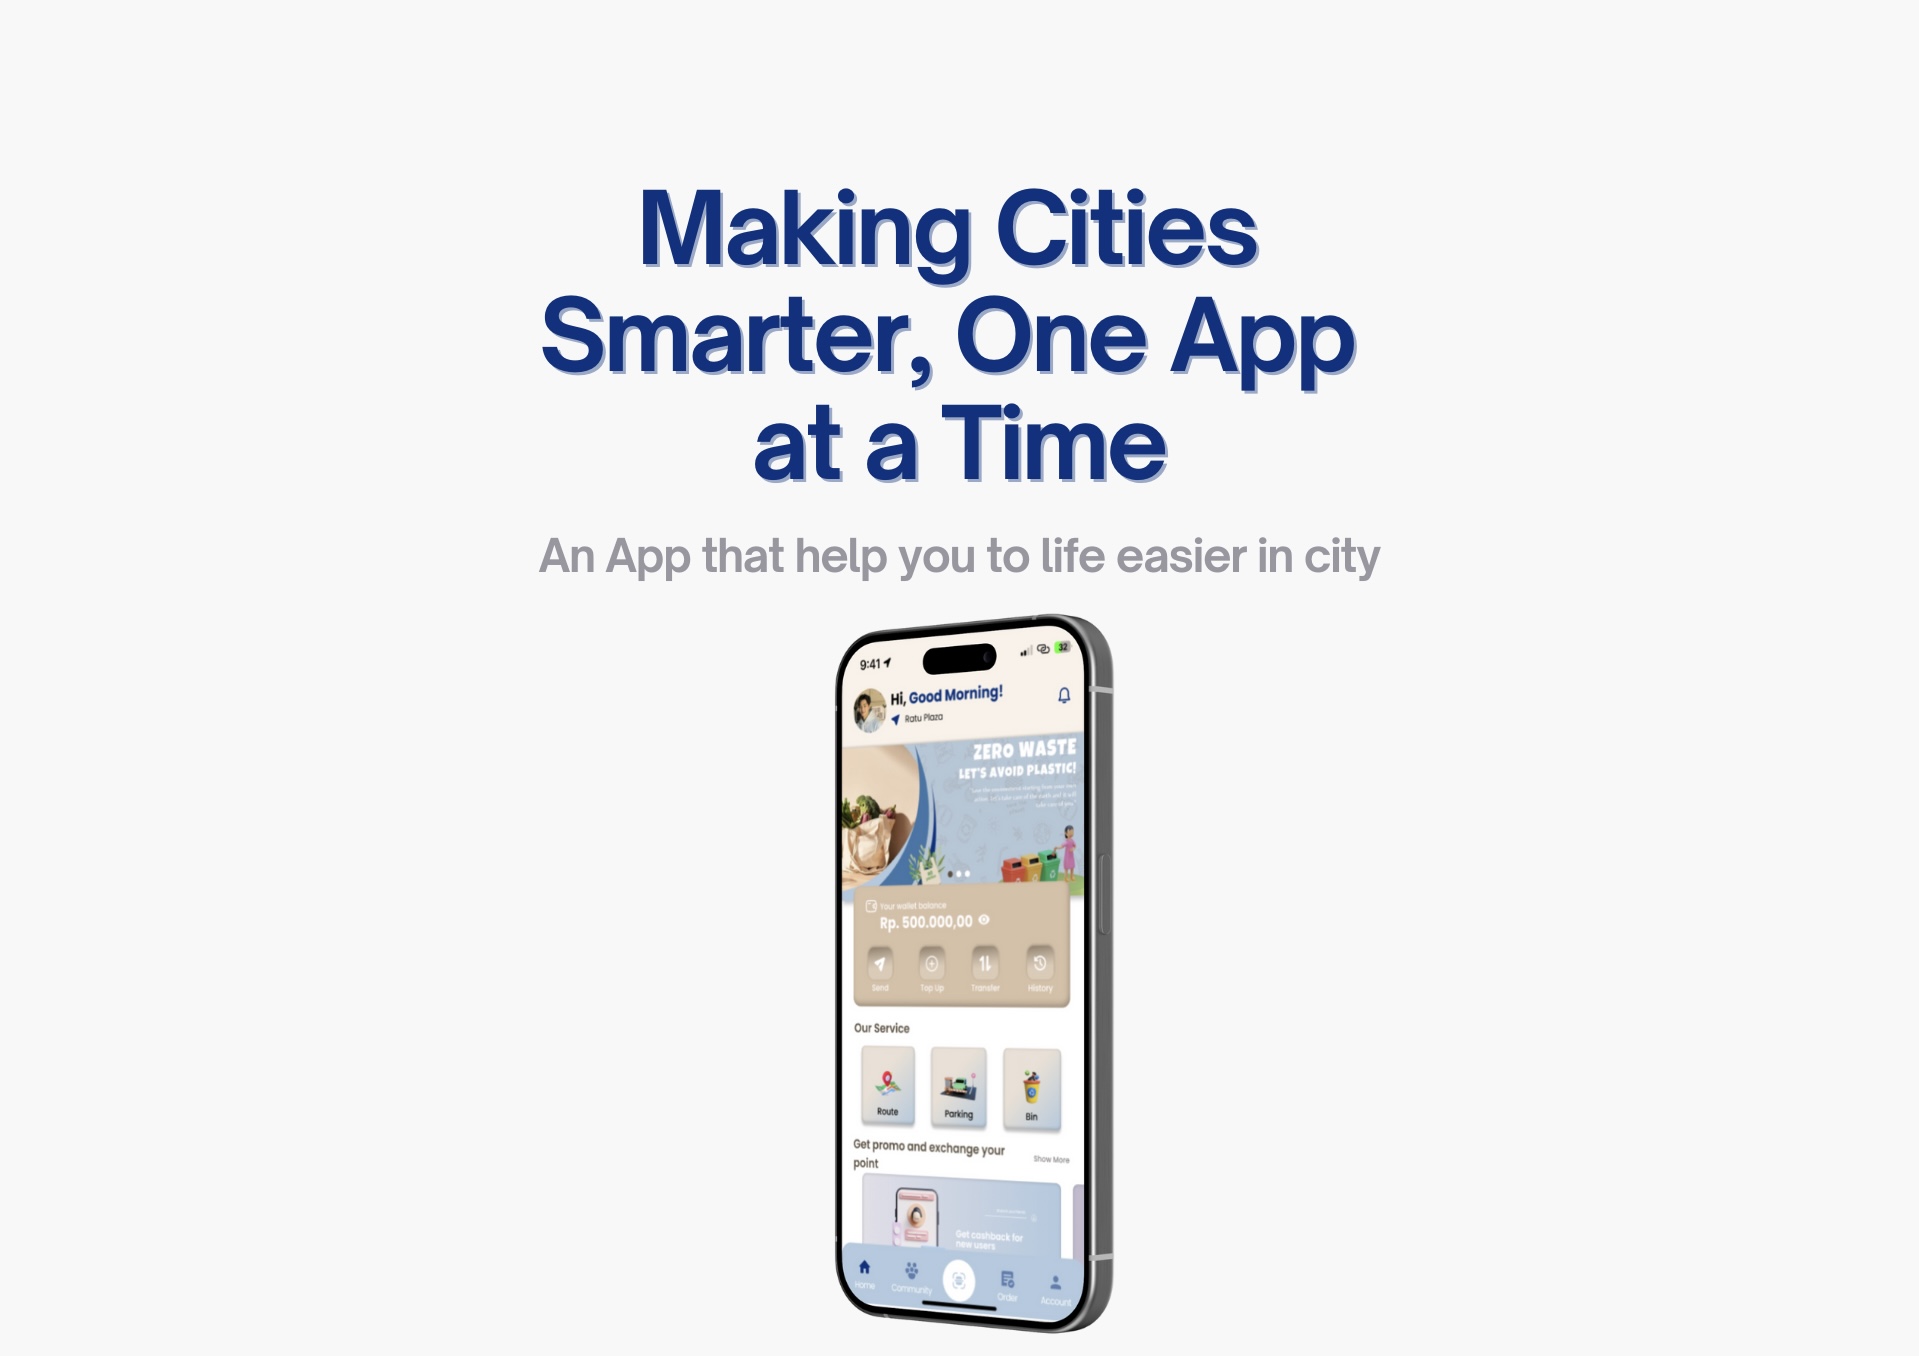 Making Cities
Smarter, One App
at a Time
An App that help you to life easier in city
9:41
32
Hi, Good Morning!
Ratu Plaza
ZERO WASTE
LET'S AVOID PLASTIC!
Your wallet balance
Rp. 500.000,00
Send Top Up Transfer History
Our Service
Route Parking Bin
Get promo and exchange your
point
Show More
Get cashback for
new users
Home Community Order Account